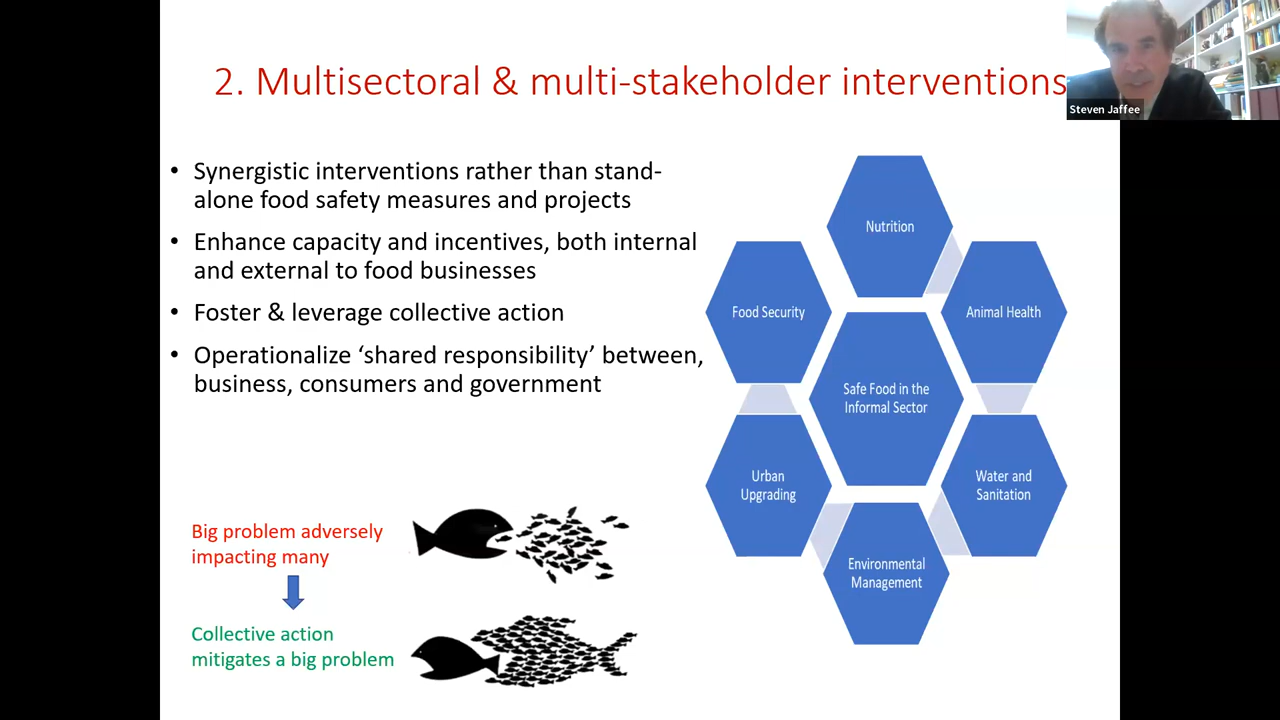 2. Multisectoral & multi-stakeholder interventions
Steven Jaffee
• Synergistic interventions rather than stand-
alone food safety measures and projects
• Enhance capacity and incentives, both internal
and external to food businesses
• Foster & leverage collective action
• Operationalize ‘shared responsibility’ between,
business, consumers and government
Nutrition
Food Security
Animal Health
Safe Food in the
Informal Sector
Urban
Upgrading
Water and
Sanitation
Environmental
Management
Big problem adversely
impacting many
Collective action
mitigates a big problem